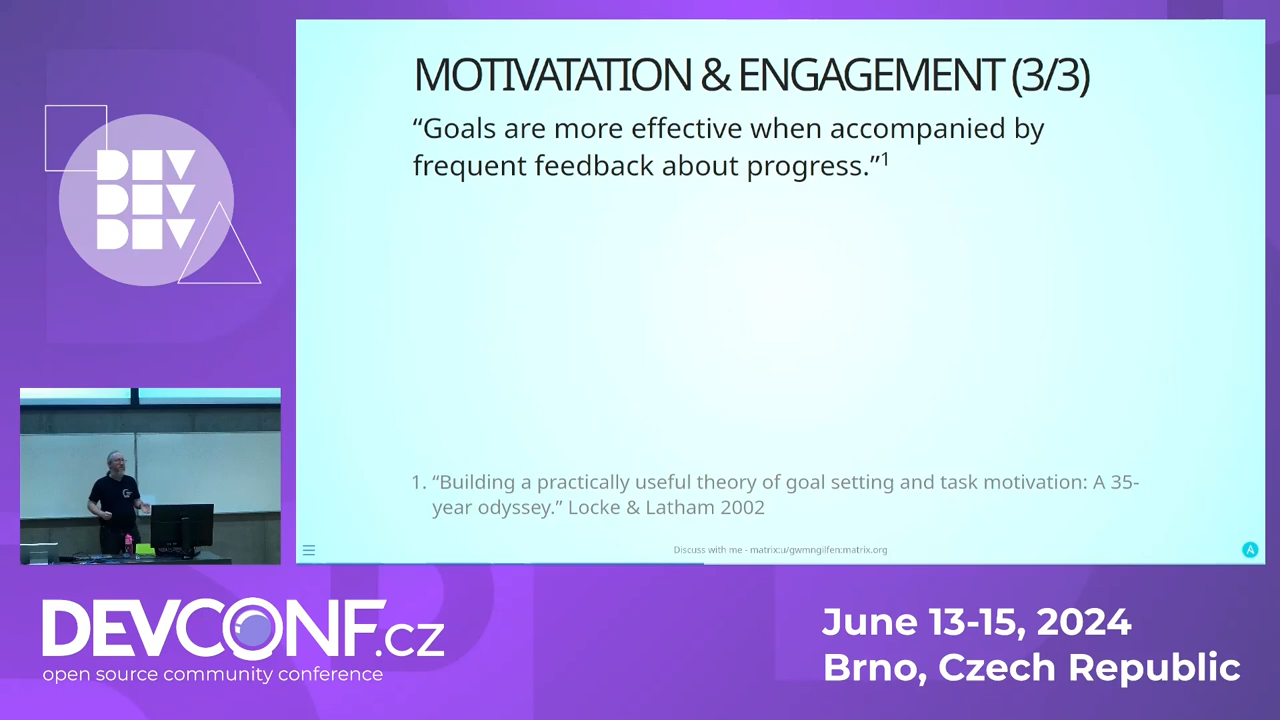 MOTIVATATION & ENGAGEMENT (3/3)
“Goals are more effective when accompanied by
frequent feedback about progress.”1
1. “Building a practically useful theory of goal setting and task motivation: A 35-
year odyssey.” Locke & Latham 2002
Discuss with me - matrix:u/gwmngilfen:matrix.org
A
DEV
DEV
DEV
DEVCONF.cz
open source community conference
June 13-15, 2024
Brno, Czech Republic